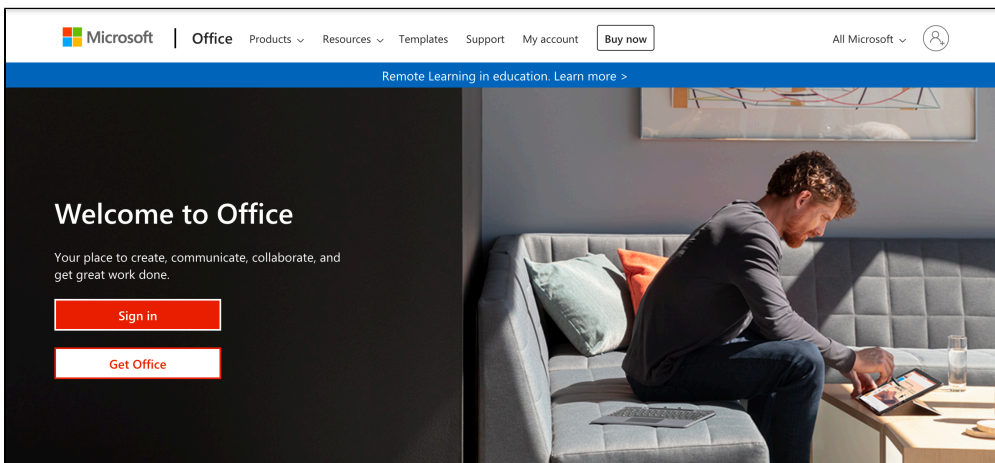 Microsoft Office Products Resources Templates Support My account Buy now All Microsoft
Remote Learning in education. Learn more >
Welcome to Office
Your place to create, communicate, collaborate, and
get great work done.
Sign in
Get Office